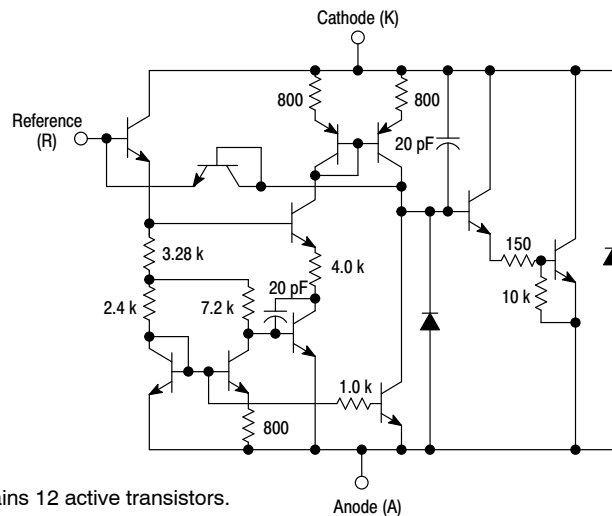 Cathode (K)
800
800
Reference
(R)
20 pF
3.28 k
150
4.0 k
20 pF
2.4 k
7.2 k
10 k
1.0 k
800
ains 12 active transistors.
Anode (A)